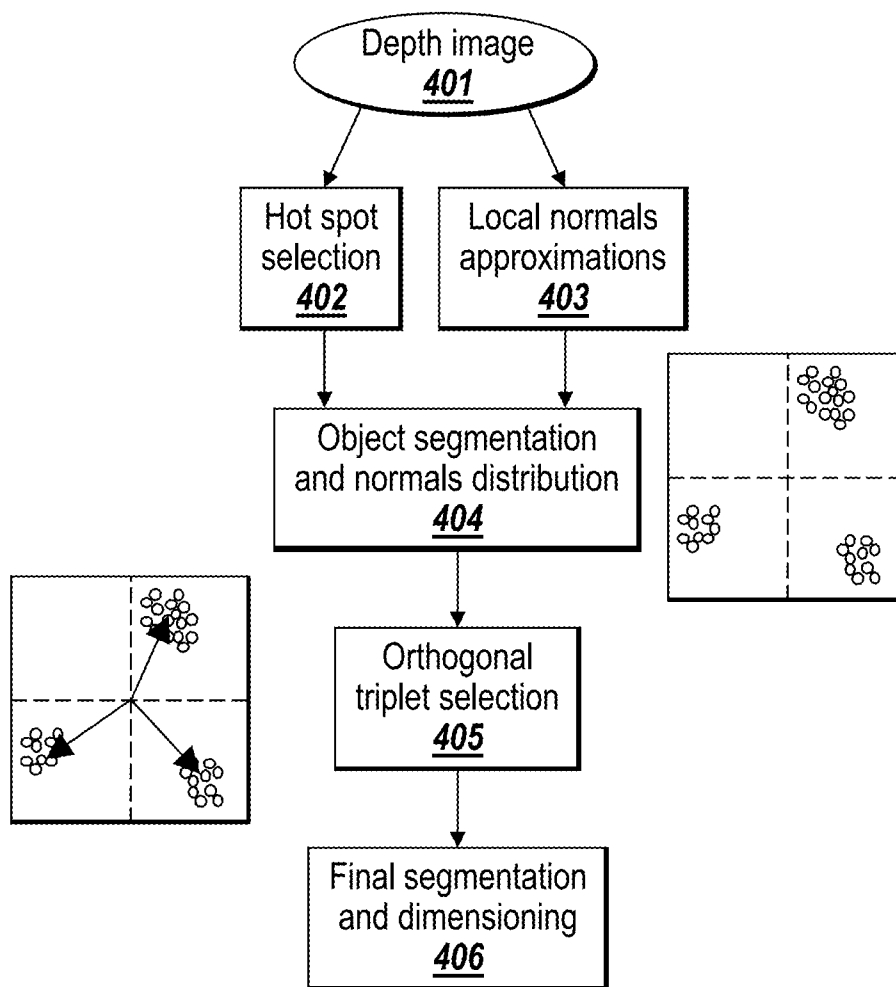 Depth image
401
Hot spot
selection
402
Local normals
approximations
403
Object segmentation
and normals distribution
404
Orthogonal
triplet selection
405
Final segmentation
and dimensioning
406